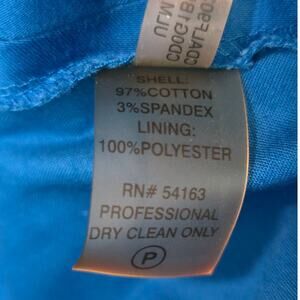 SHELL:
97%COTTON
3%SPANDEX
LINING:
100%POLYESTER
RN# 54163
PROFESSIONAL
DRY CLEAN ONLY
P